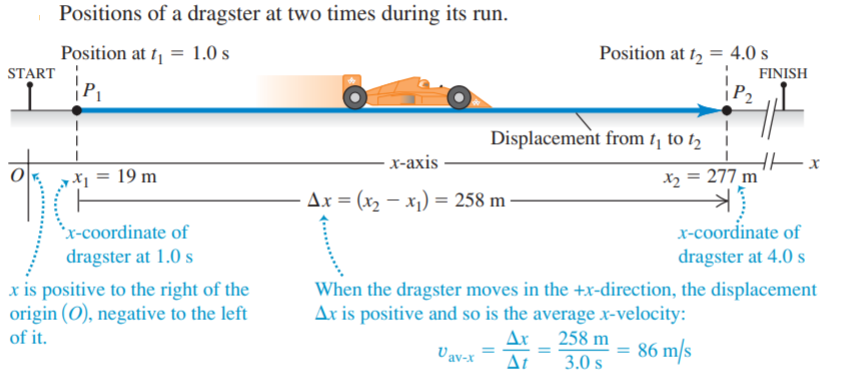 Positions of a dragster at two times during its run.
Position at t₁ = 1.0 s
Position at t₂ = 4.0 s
START
FINISH
P₁
P₂
Displacement from t₁ to t₂
x-axis
x
O
x₁ = 19 m
x₂ = 277 m
Δx = (x₂ − x₁) = 258 m
x-coordinate of
dragster at 1.0 s
x-coordinate of
dragster at 4.0 s
x is positive to the right of the
origin (O), negative to the left
of it.
When the dragster moves in the +x-direction, the displacement
Δx is positive and so is the average x-velocity:
v_av-x = Δx/Δt = 258 m/3.0 s = 86 m/s